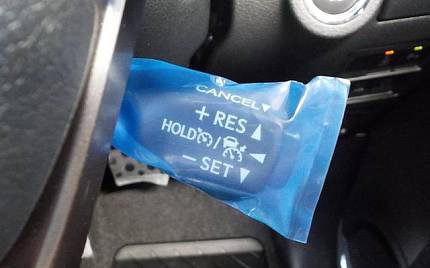 CANCEL▼
+ RES ▲
HOLD / ◀
− SET ▼